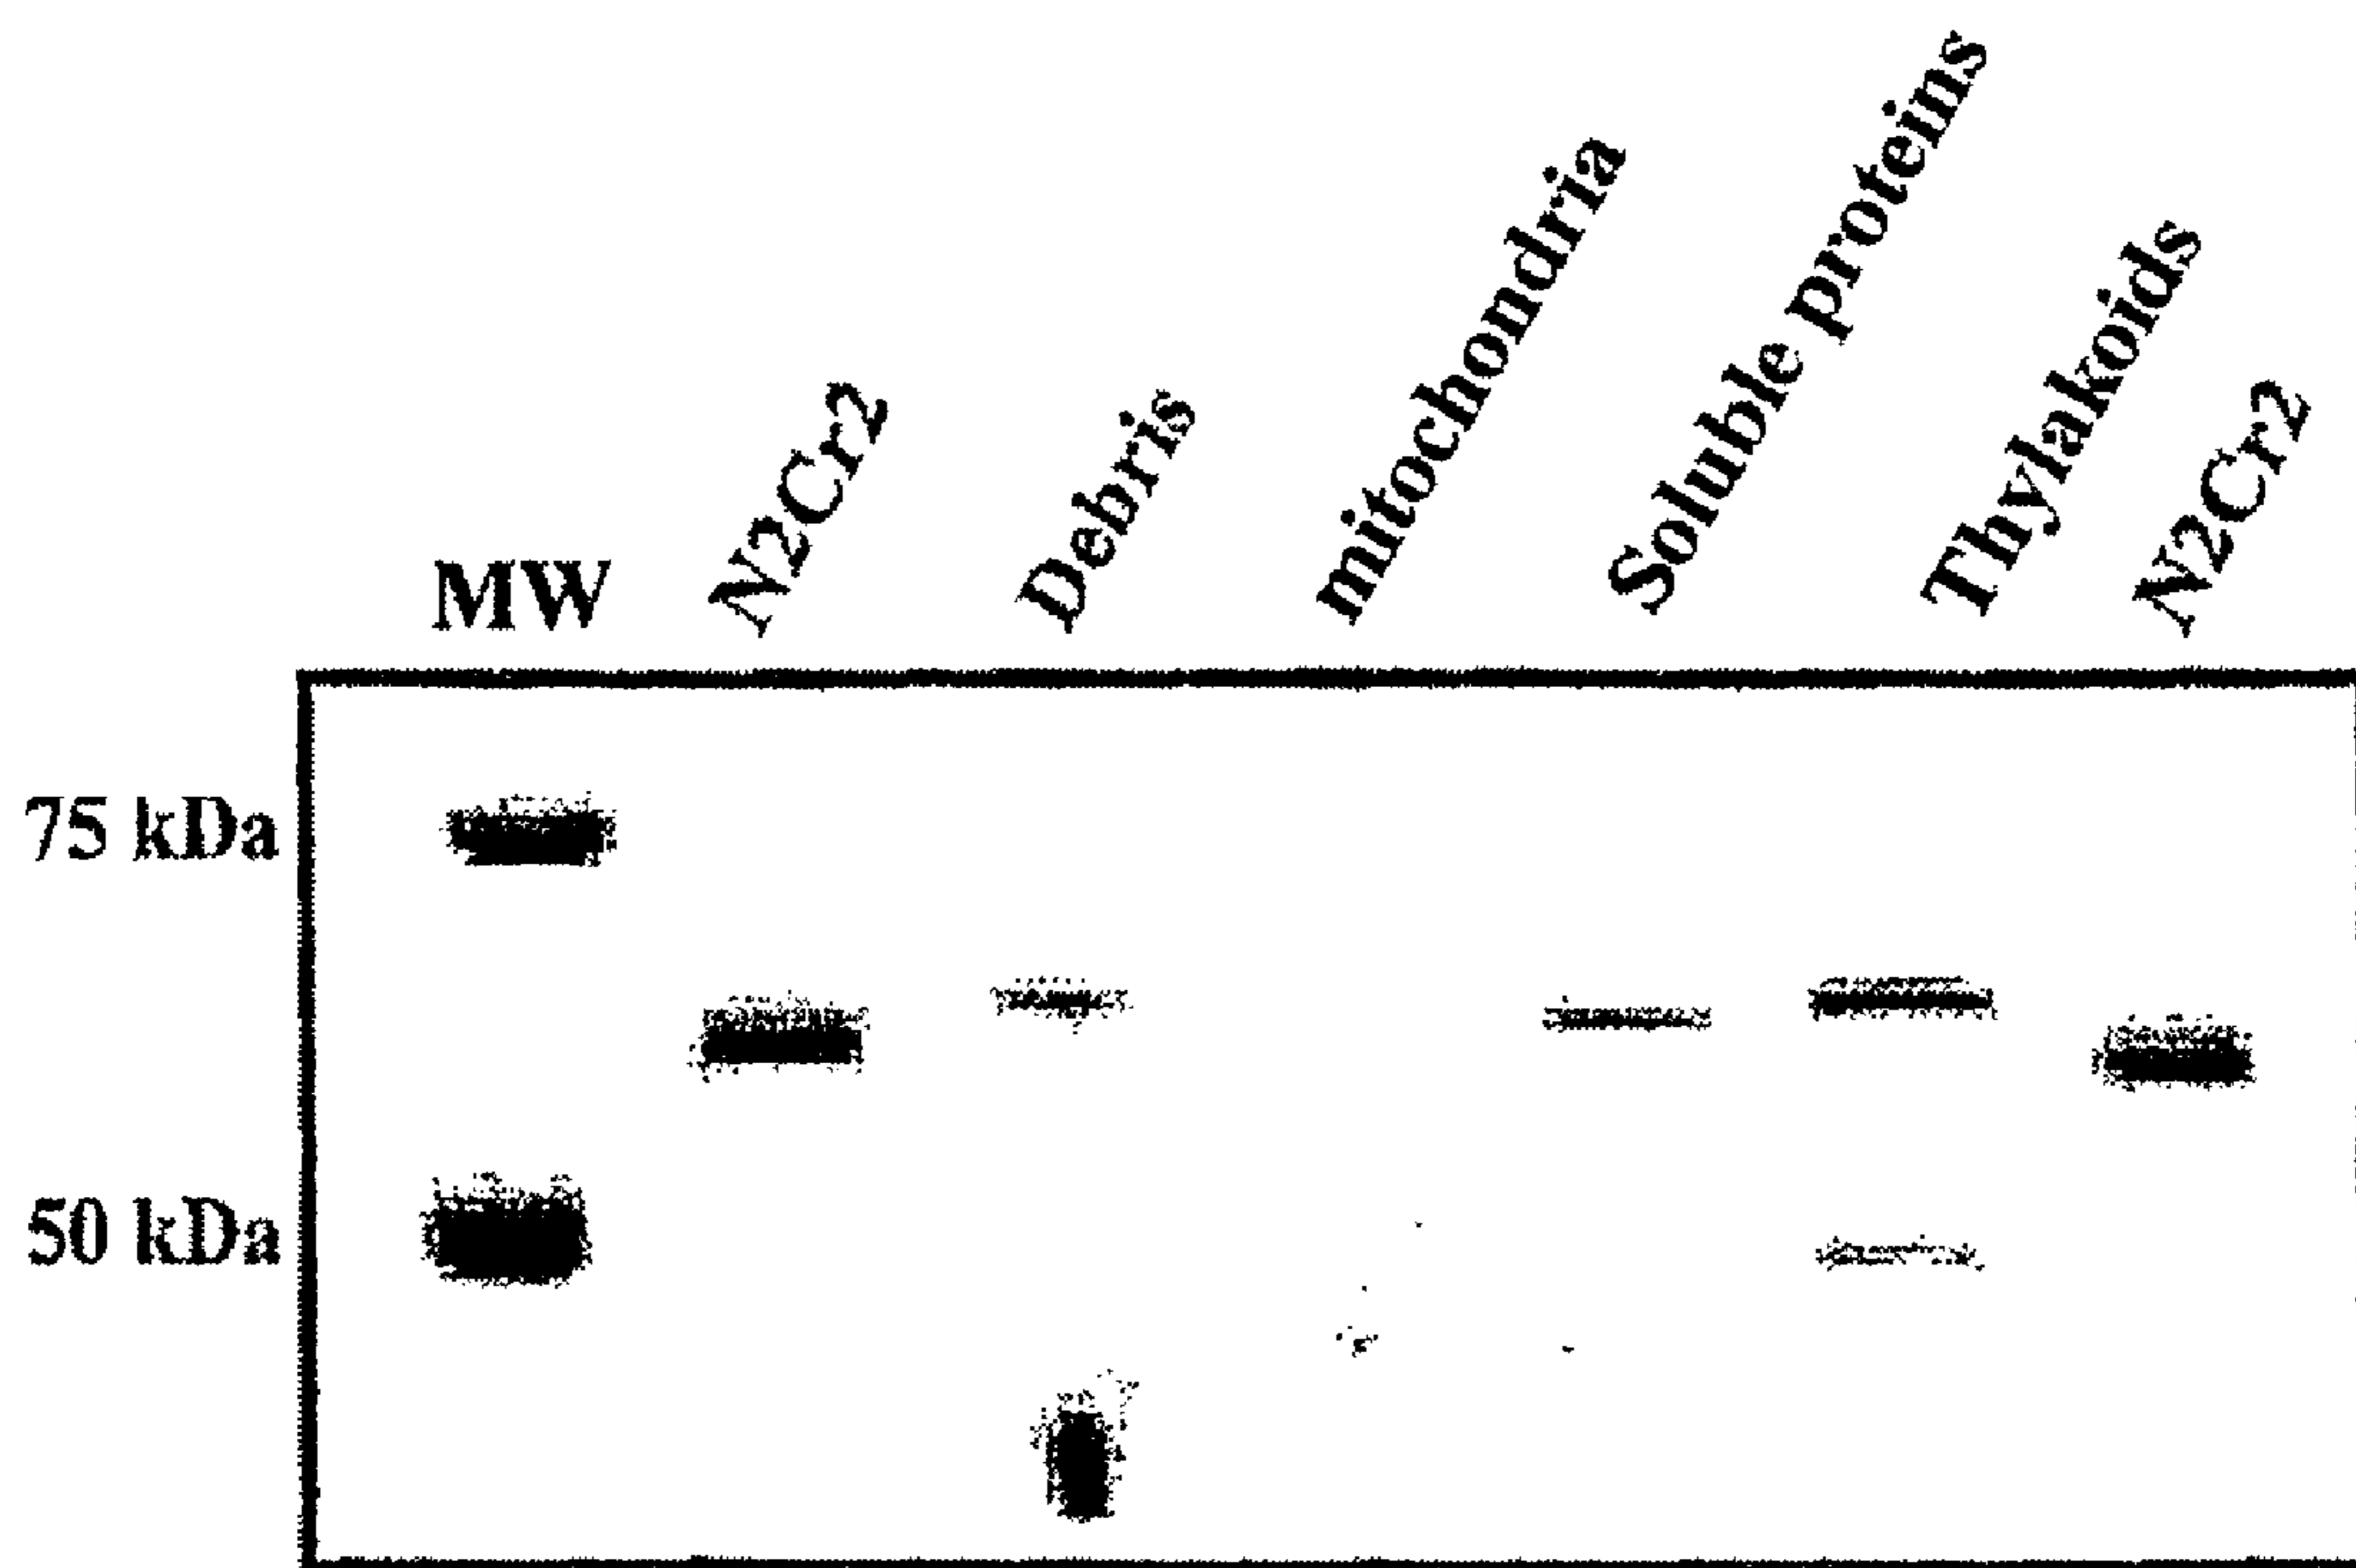 MW
N2Cr2
Debris
mitochondria
Soluble proteins
Thylakoids
N2Cr2
75 kDa
50 kDa